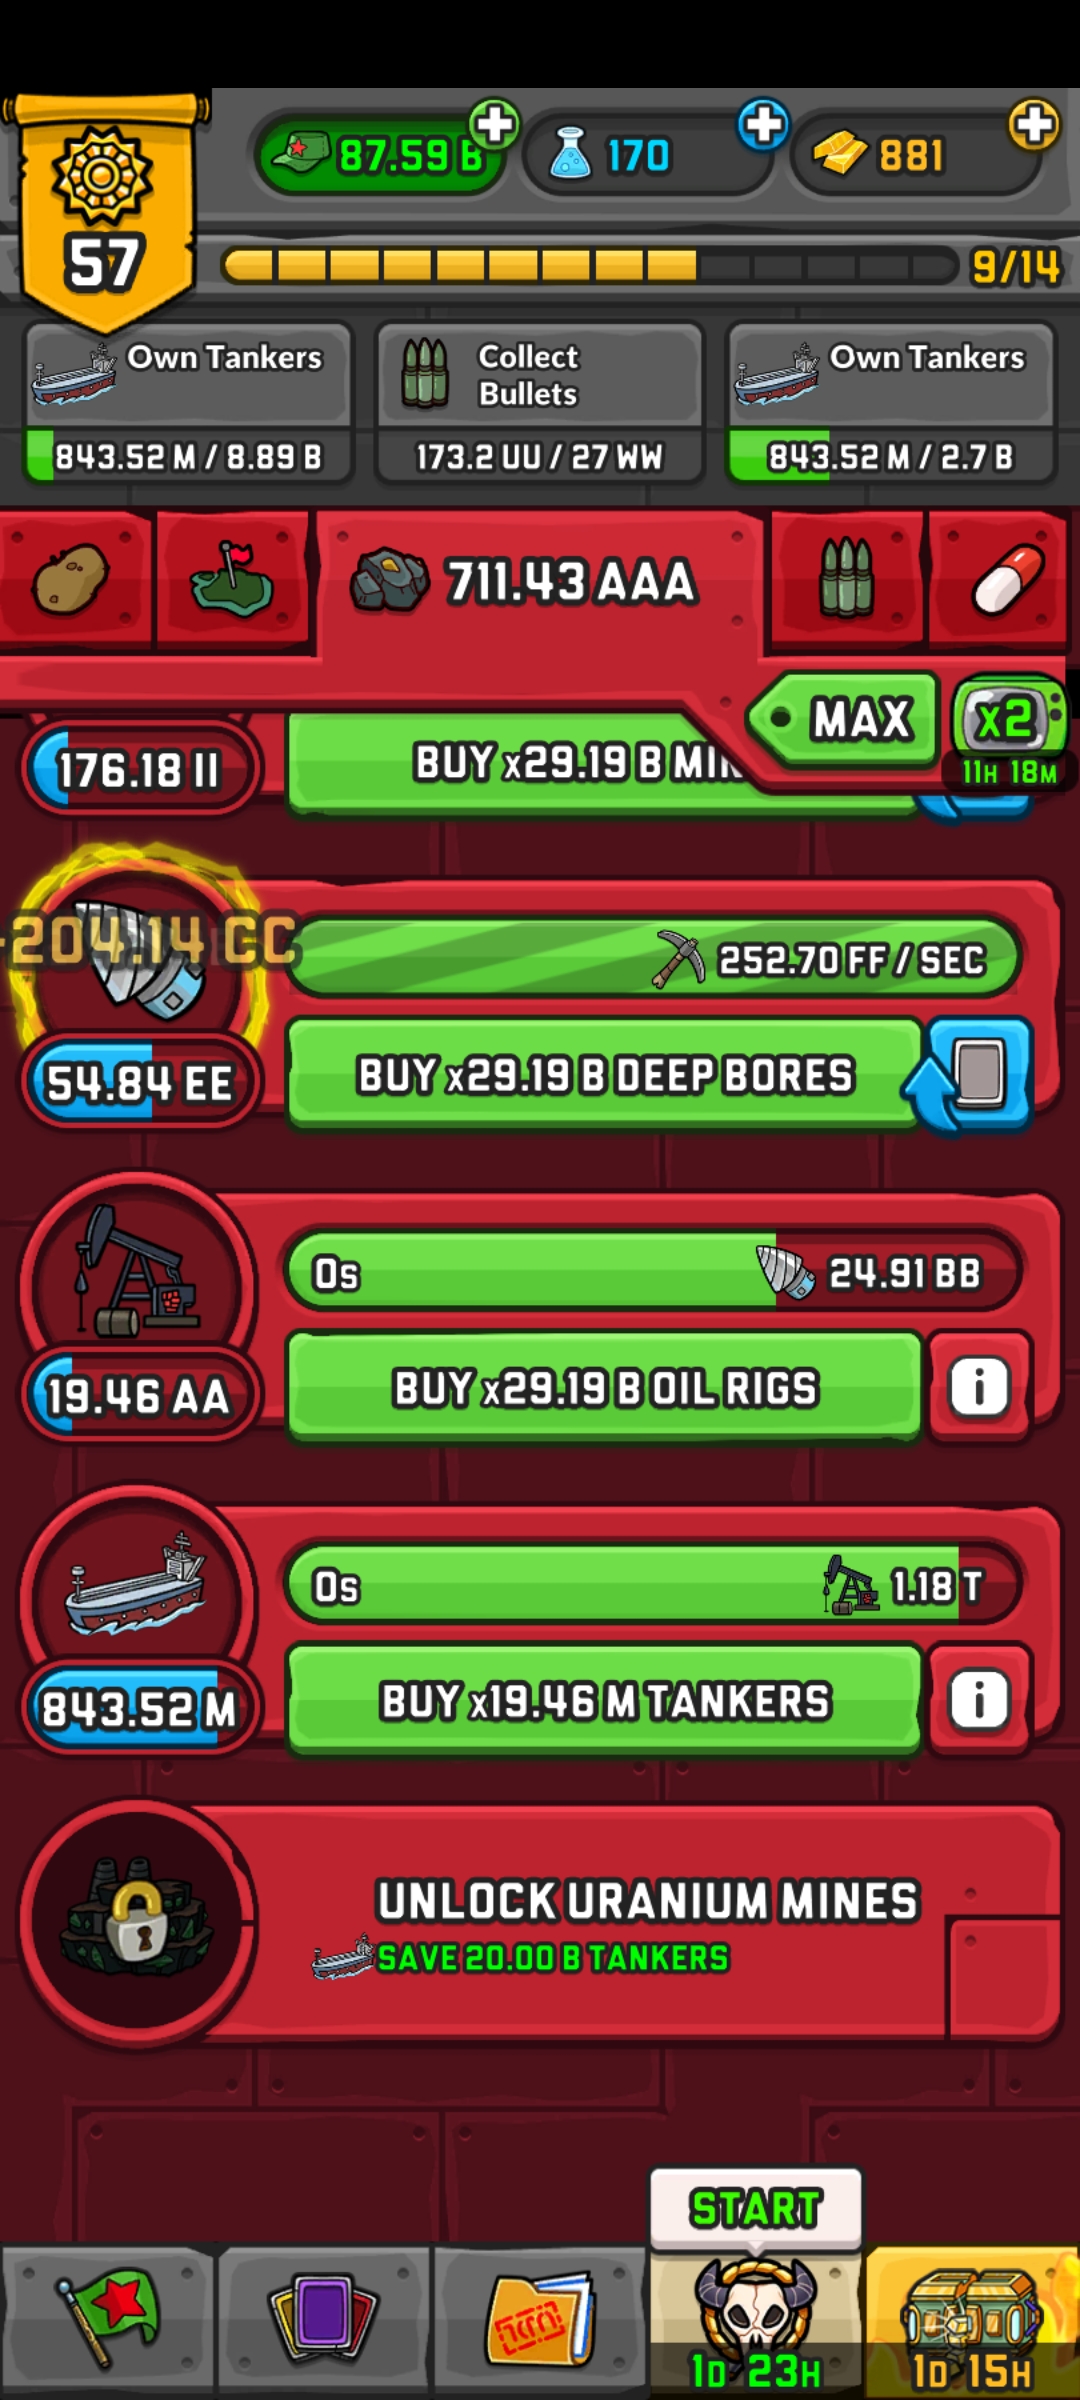 87.59 B
170
881
57
9/14
Own Tankers
843.52 M / 8.89 B
Collect
Bullets
173.2 UU / 27 WW
Own Tankers
843.52 M / 2.7 B
711.43 AAA
MAX
x2
11H 18M
176.18 II
BUY x29.19 B
204.14 CC
252.70 FF / SEC
54.84 EE
BUY x29.19 B DEEP BORES
0s
24.91 BB
19.46 AA
BUY x29.19 B OIL RIGS
0s
1.18 T
843.52 M
BUY x19.46 M TANKERS
UNLOCK URANIUM MINES
SAVE 20.00 B TANKERS
START
1D 23H
1D 15H